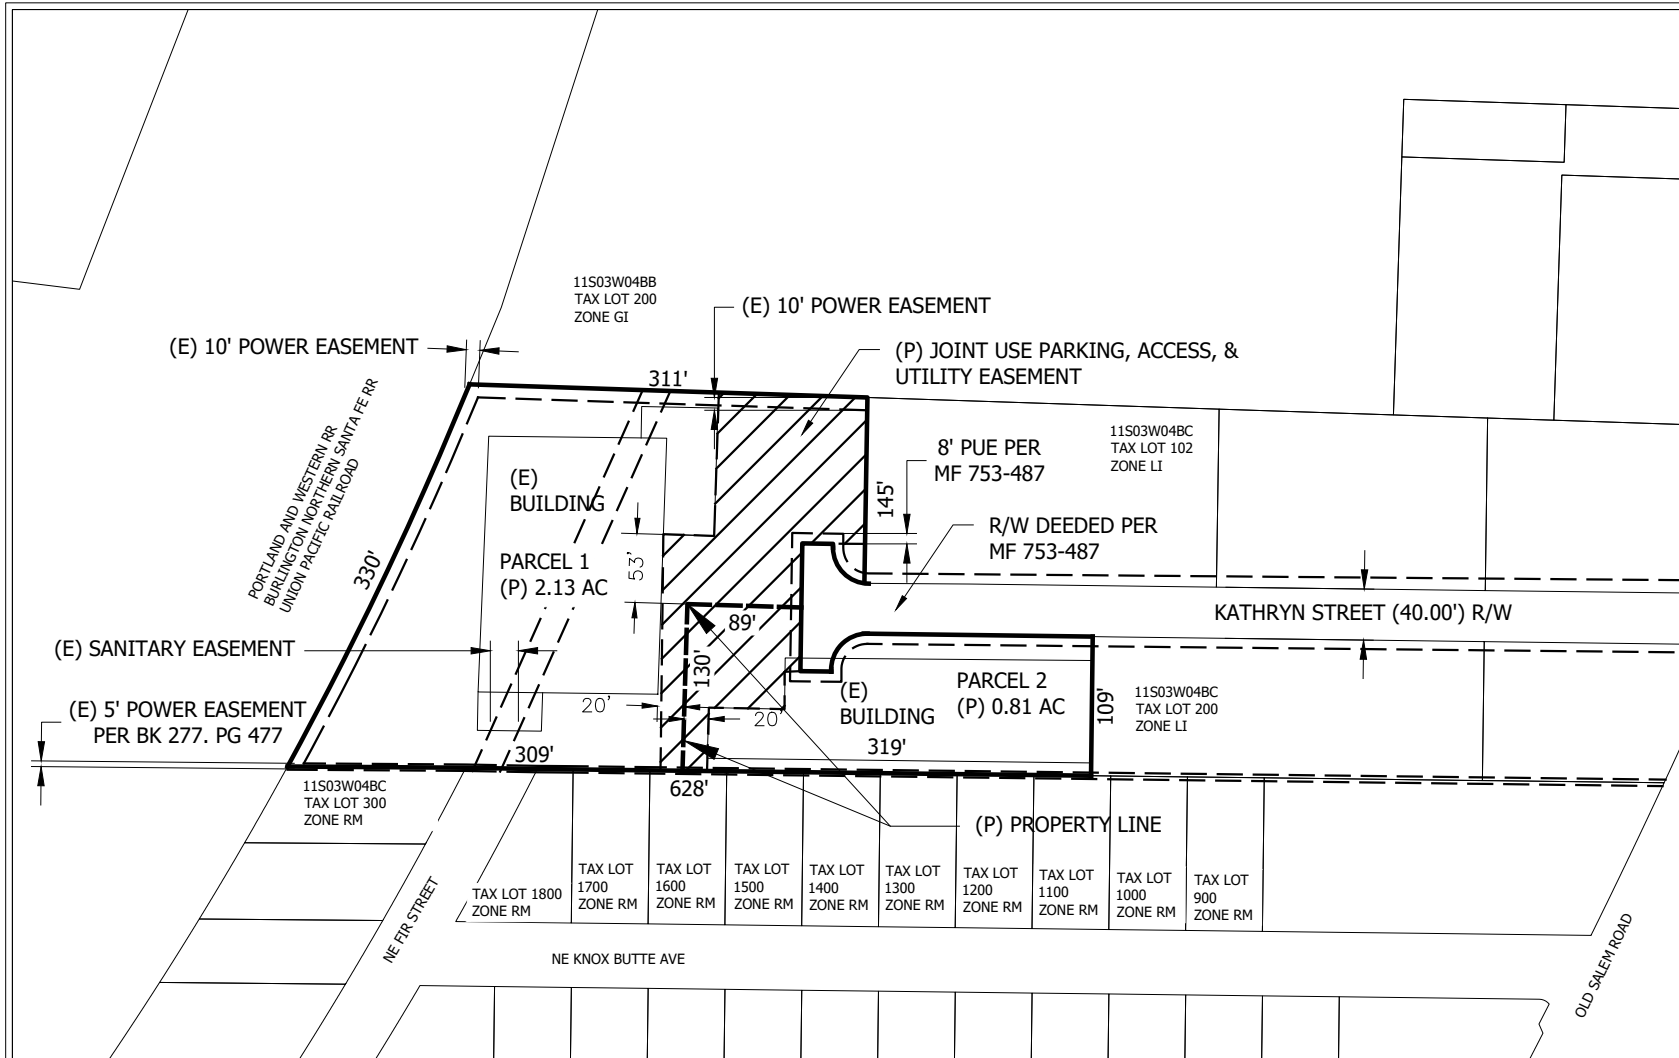 11S03W04BB
TAX LOT 200
ZONE GI
(E) 10' POWER EASEMENT
(E) 10' POWER EASEMENT
(P) JOINT USE PARKING, ACCESS, &
UTILITY EASEMENT
311'
PORTLAND AND WESTERN RR
BURLINGTON NORTHERN SANTA FE RR
UNION PACIFIC RAILROAD
330'
(E)
BUILDING
PARCEL 1
(P) 2.13 AC
53'
8' PUE PER
MF 753-487
11S03W04BC
TAX LOT 102
ZONE LI
145'
R/W DEEDED PER
MF 753-487
KATHRYN STREET (40.00') R/W
89'
130'
(E) SANITARY EASEMENT
(E) 5' POWER EASEMENT
PER BK 277. PG 477
20'
20'
(E)
BUILDING
PARCEL 2
(P) 0.81 AC
109'
11S03W04BC
TAX LOT 200
ZONE LI
309'
319'
628'
11S03W04BC
TAX LOT 300
ZONE RM
(P) PROPERTY LINE
TAX LOT 1800
ZONE RM
TAX LOT
1700
ZONE RM
TAX LOT
1600
ZONE RM
TAX LOT
1500
ZONE RM
TAX LOT
1400
ZONE RM
TAX LOT
1300
ZONE RM
TAX LOT
1200
ZONE RM
TAX LOT
1100
ZONE RM
TAX LOT
1000
ZONE RM
TAX LOT
900
ZONE RM
NE FIR STREET
NE KNOX BUTTE AVE
OLD SALEM ROAD